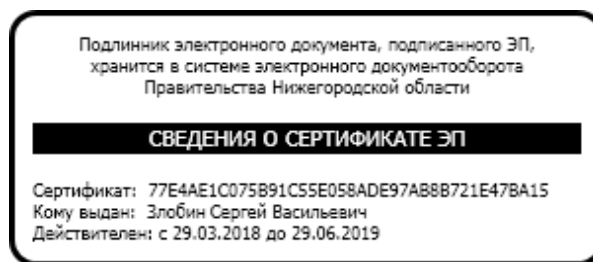 Подлинник электронного документа, подписанного ЭП,
хранится в системе электронного документооборота
Правительства Нижегородской области
СВЕДЕНИЯ О СЕРТИФИКАТЕ ЭП
Сертификат: 77E4AE1C075B91C55E058ADE97AB8B721E47BA15
Кому выдан: Злобин Сергей Васильевич
Действителен: с 29.03.2018 до 29.06.2019